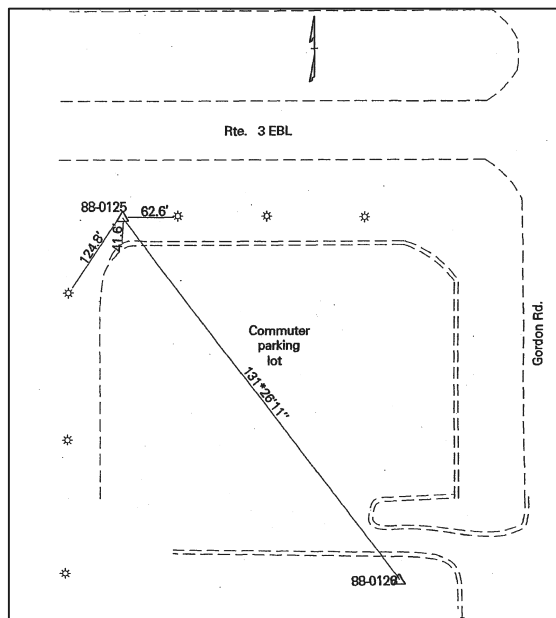 Rte. 3 EBL
88-0125
62.6'
41.6'
124.8'
Commuter
parking
lot
Gordon Rd.
131*26'11"
88-0126